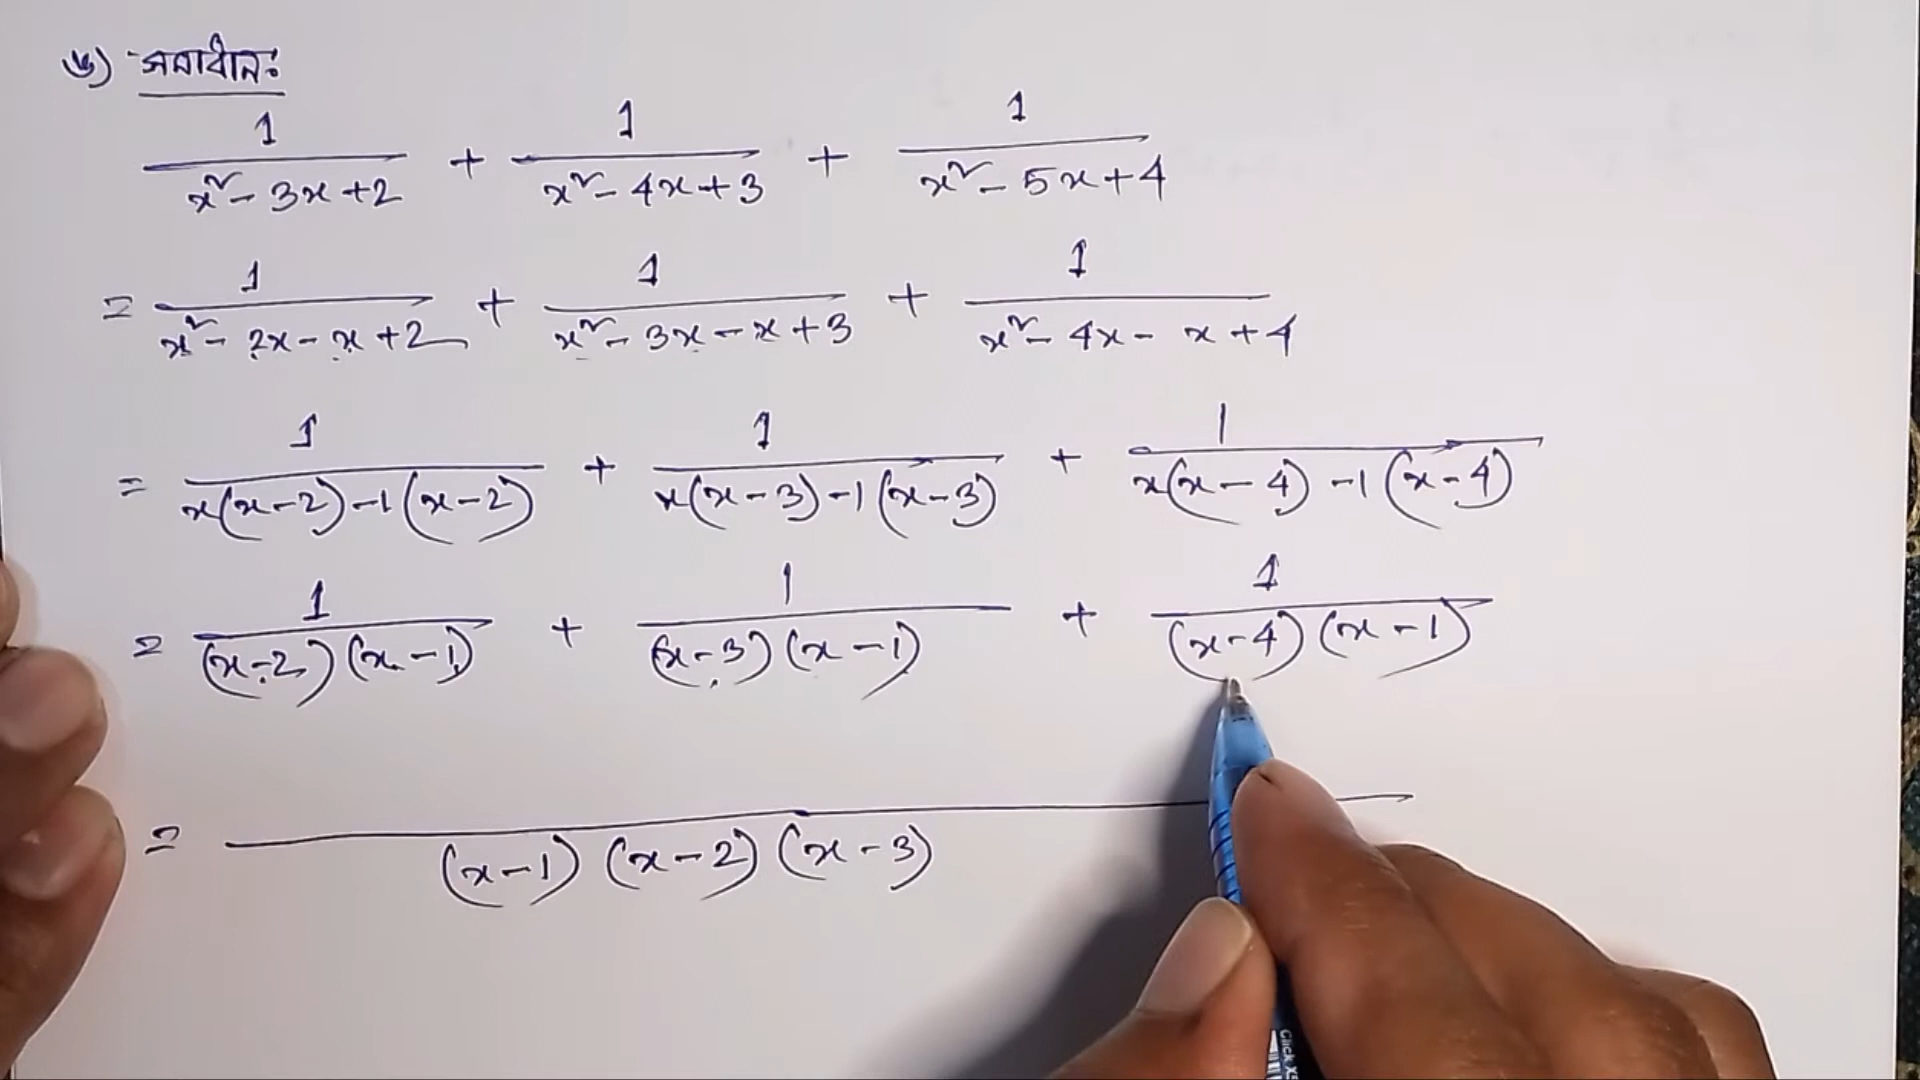 ৬) সমাধান:
1/(x² - 3x + 2) + 1/(x² - 4x + 3) + 1/(x² - 5x + 4)
= 1/(x² - 2x - x + 2) + 1/(x² - 3x - x + 3) + 1/(x² - 4x - x + 4)
= 1/(x(x-2) - 1(x-2)) + 1/(x(x-3) - 1(x-3)) + 1/(x(x-4) - 1(x-4))
= 1/((x-2)(x-1)) + 1/((x-3)(x-1)) + 1/((x-4)(x-1))
= /((x-1)(x-2)(x-3)
Click X5